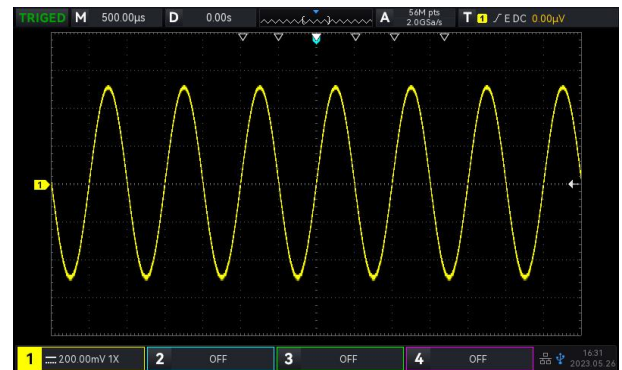 TRIGED M 500.00μs D 0.00s A 56M pts T 1 E DC 0.00μV
2.0GSa/s
1
1 200.00mV 1X 2 OFF 3 OFF 4 OFF 16:31
2023.05.26